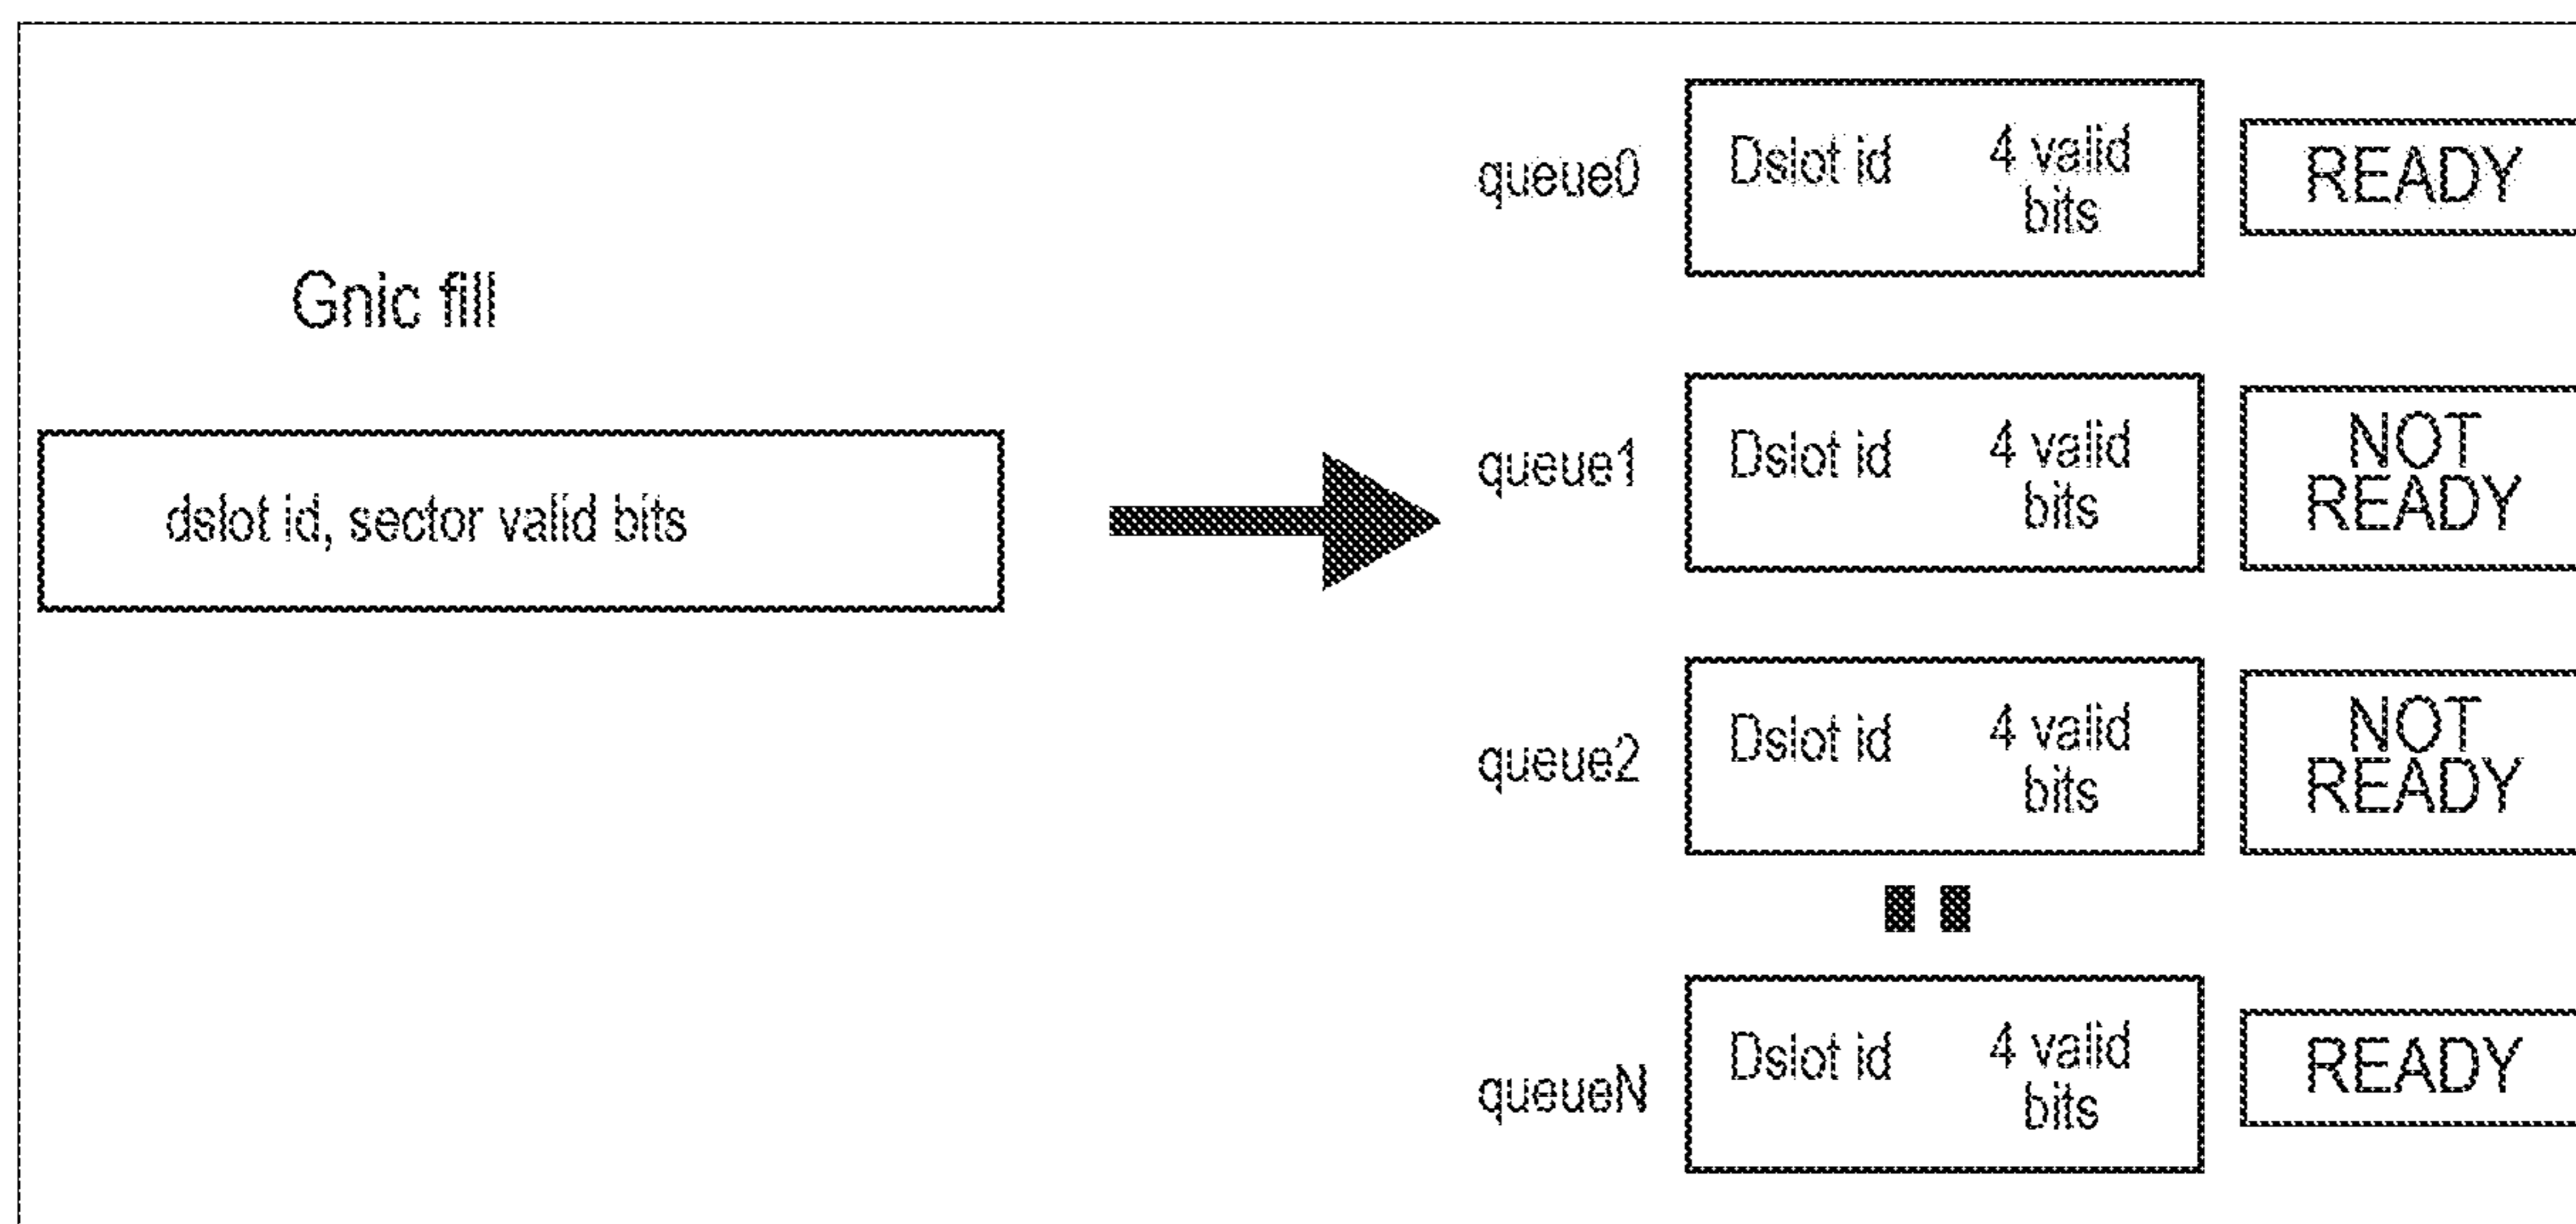 Gnic fill
dslot id, sector valid bits
queue0
Dslot id
4 valid
bits
READY
queue1
Dslot id
4 valid
bits
NOT
READY
queue2
Dslot id
4 valid
bits
NOT
READY
queueN
Dslot id
4 valid
bits
READY